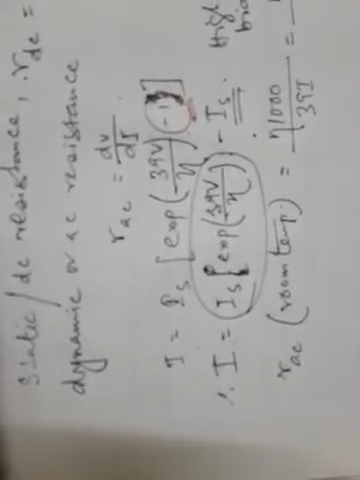 Static / dc resistance, r_dc =
dynamic or ac resistance
r_ac = dv/dI
I = I_s [exp(39V/η) - 1]
∴ I = I_s [exp(39V/η)] - I_s. High
r_ac (room temp.) = η1000/39I =